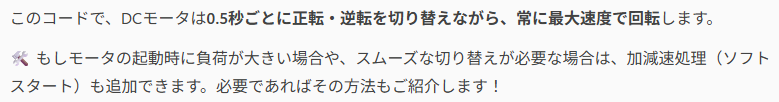 このコードで、DCモータは0.5秒ごとに正転・逆転を切り替えながら、常に最大速度で回転します。
🛠 もしモータの起動時に負荷が大きい場合や、スムーズな切り替えが必要な場合は、加減速処理（ソフト
スタート）も追加できます。必要であればその方法もご紹介します！